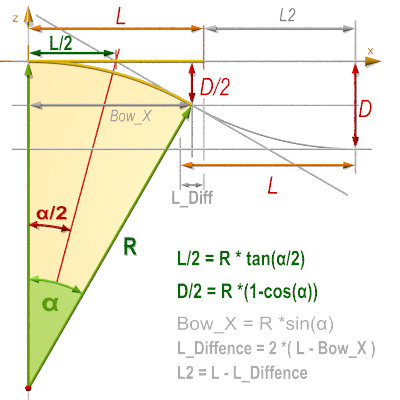 z
L
L2
L/2
x
D/2
D
Bow_X
L
L_Diff
α/2
R
α
L/2 = R * tan(α/2)
D/2 = R *(1-cos(α))
Bow_X = R *sin(α)
L_Diffence = 2 *( L - Bow_X )
L2 = L - L_Diffence